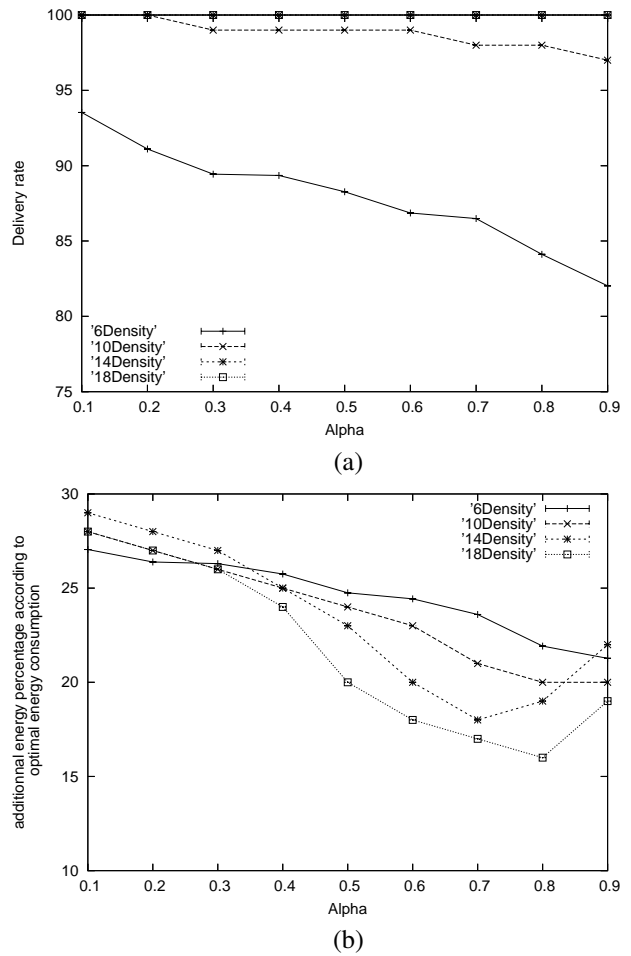 100
95
90
85
80
75
Delivery rate
'6Density'
'10Density'
'14Density'
'18Density'
0.1 0.2 0.3 0.4 0.5 0.6 0.7 0.8 0.9
Alpha
(a)
30
25
20
15
10
additionnal energy percentage according to
optimal energy consumption
'6Density'
'10Density'
'14Density'
'18Density'
0.1 0.2 0.3 0.4 0.5 0.6 0.7 0.8 0.9
Alpha
(b)